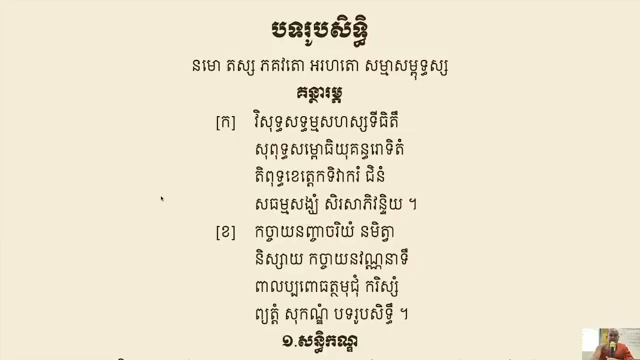 បទរូបសិទ្ធិ
នមោ តស្ស ភគវតោ អរហតោ សម្មាសម្ពុទ្ធស្ស
គន្ថារម្ភ
[ក] វិសុទ្ធសទ្ធម្មសហស្សទីធិតឹ
សុពុទ្ធសម្ពោធិយុគន្ធរោទិតំ
តិពុទ្ធខេត្តេកទិវាករំ ជិនំ
សធម្មសង្ឃំ សិរសាភិវន្ទិយ ។
[ខ] កច្ចាយនញ្ចាចរិយំ នមិត្វា
និស្សាយ កច្ចាយនវណ្ណនាទឹ
ពាលប្បពោធត្ថមុជុំ ករិស្សំ
ព្យត្តំ សុកណ្ឌំ បទរូបសិទ្ធឹ ។
១.សន្ធិកណ្ឌ